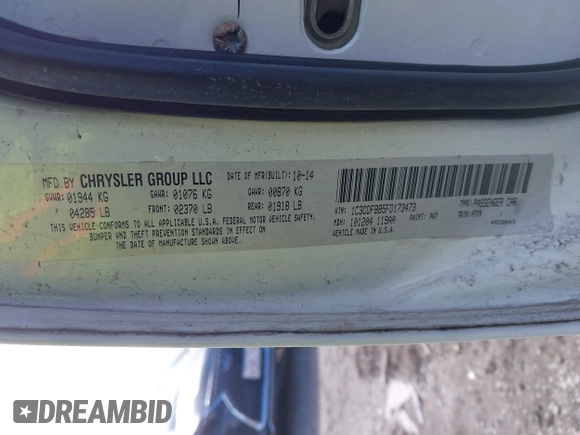 MFD BY CHRYSLER GROUP LLC DATE OF MFR(BUILT): 10-14
GVWR: 01944 KG GAWR: 01076 KG GAWR: 00870 KG
04285 LB FRONT: 02370 LB REAR: 01918 LB
THIS VEHICLE CONFORMS TO ALL APPLICABLE U.S.A. FEDERAL MOTOR VEHICLE SAFETY,
BUMPER AND THEFT PREVENTION STANDARDS IN EFFECT ON
THE DATE OF MANUFACTURE SHOWN ABOVE.
VIN: 1C3CDFBB5FD173473 TYPE: PASSENGER CAR
MDH: 101204 11944 PAINT: PW7
VEHICLE MADE IN U.S.A.
DREAMBID